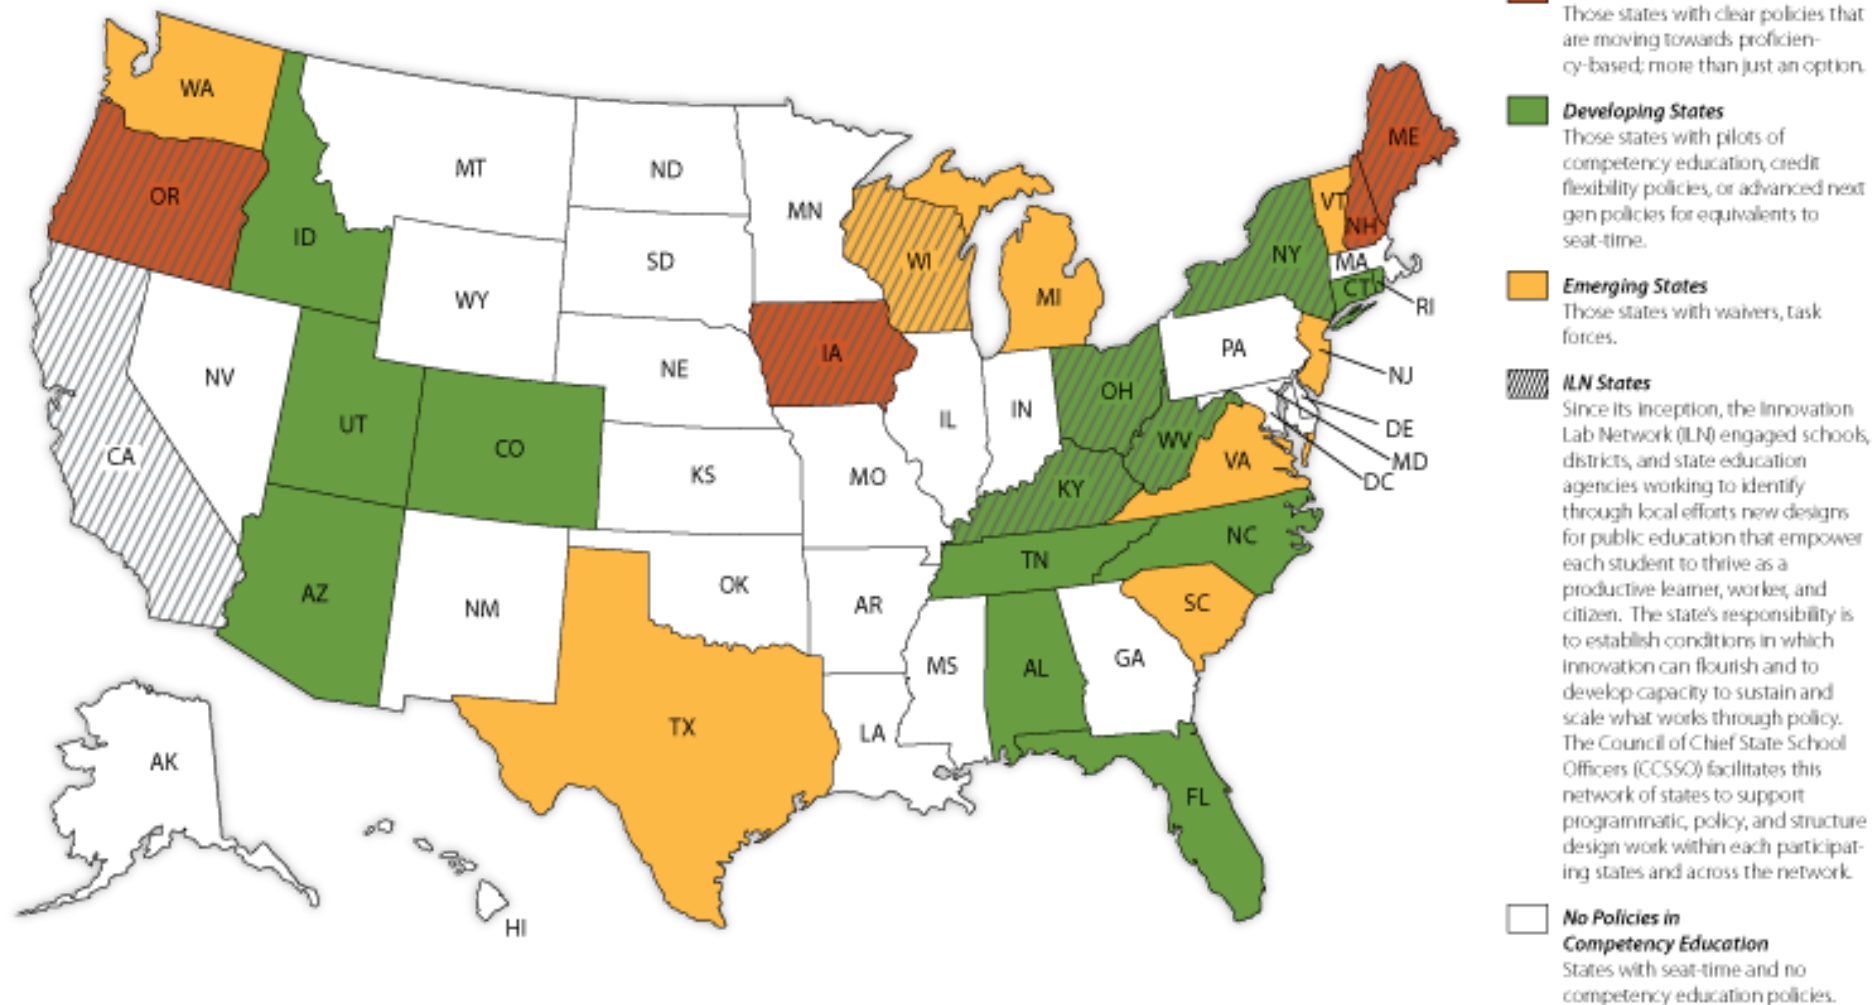 WA
OR
ID
MT
ND
MN
SD
WY
NE
IA
WI
MI
NV
CA
UT
CO
KS
MO
IL
IN
OH
PA
NY
VT
NH
ME
MA
CT
RI
NJ
DE
MD
DC
WV
VA
KY
TN
NC
SC
AZ
NM
OK
AR
TX
LA
MS
AL
GA
FL
AK
HI
Those states with clear policies that
are moving towards proficien-
cy-based; more than just an option.
Developing States
Those states with pilots of
competency education, credit
flexibility policies, or advanced next
gen policies for equivalents to
seat-time.
Emerging States
Those states with waivers, task
forces.
ILN States
Since its inception, the Innovation
Lab Network (ILN) engaged schools,
districts, and state education
agencies working to identify
through local efforts new designs
for public education that empower
each student to thrive as a
productive learner, worker, and
citizen. The state's responsibility is
to establish conditions in which
innovation can flourish and to
develop capacity to sustain and
scale what works through policy.
The Council of Chief State School
Officers (CCSSO) facilitates this
network of states to support
programmatic, policy, and structure
design work within each participat-
ing states and across the network.
No Policies in
Competency Education
States with seat-time and no
competency education policies.